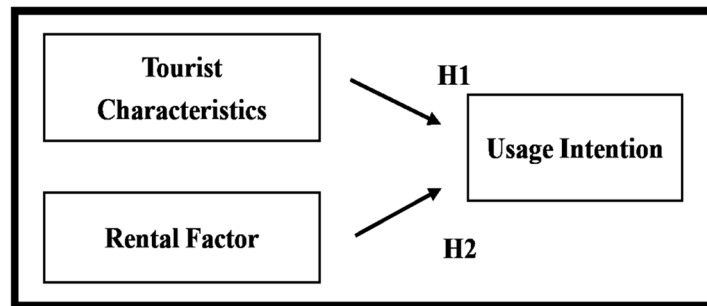 Tourist
Characteristics
H1
Usage Intention
Rental Factor
H2